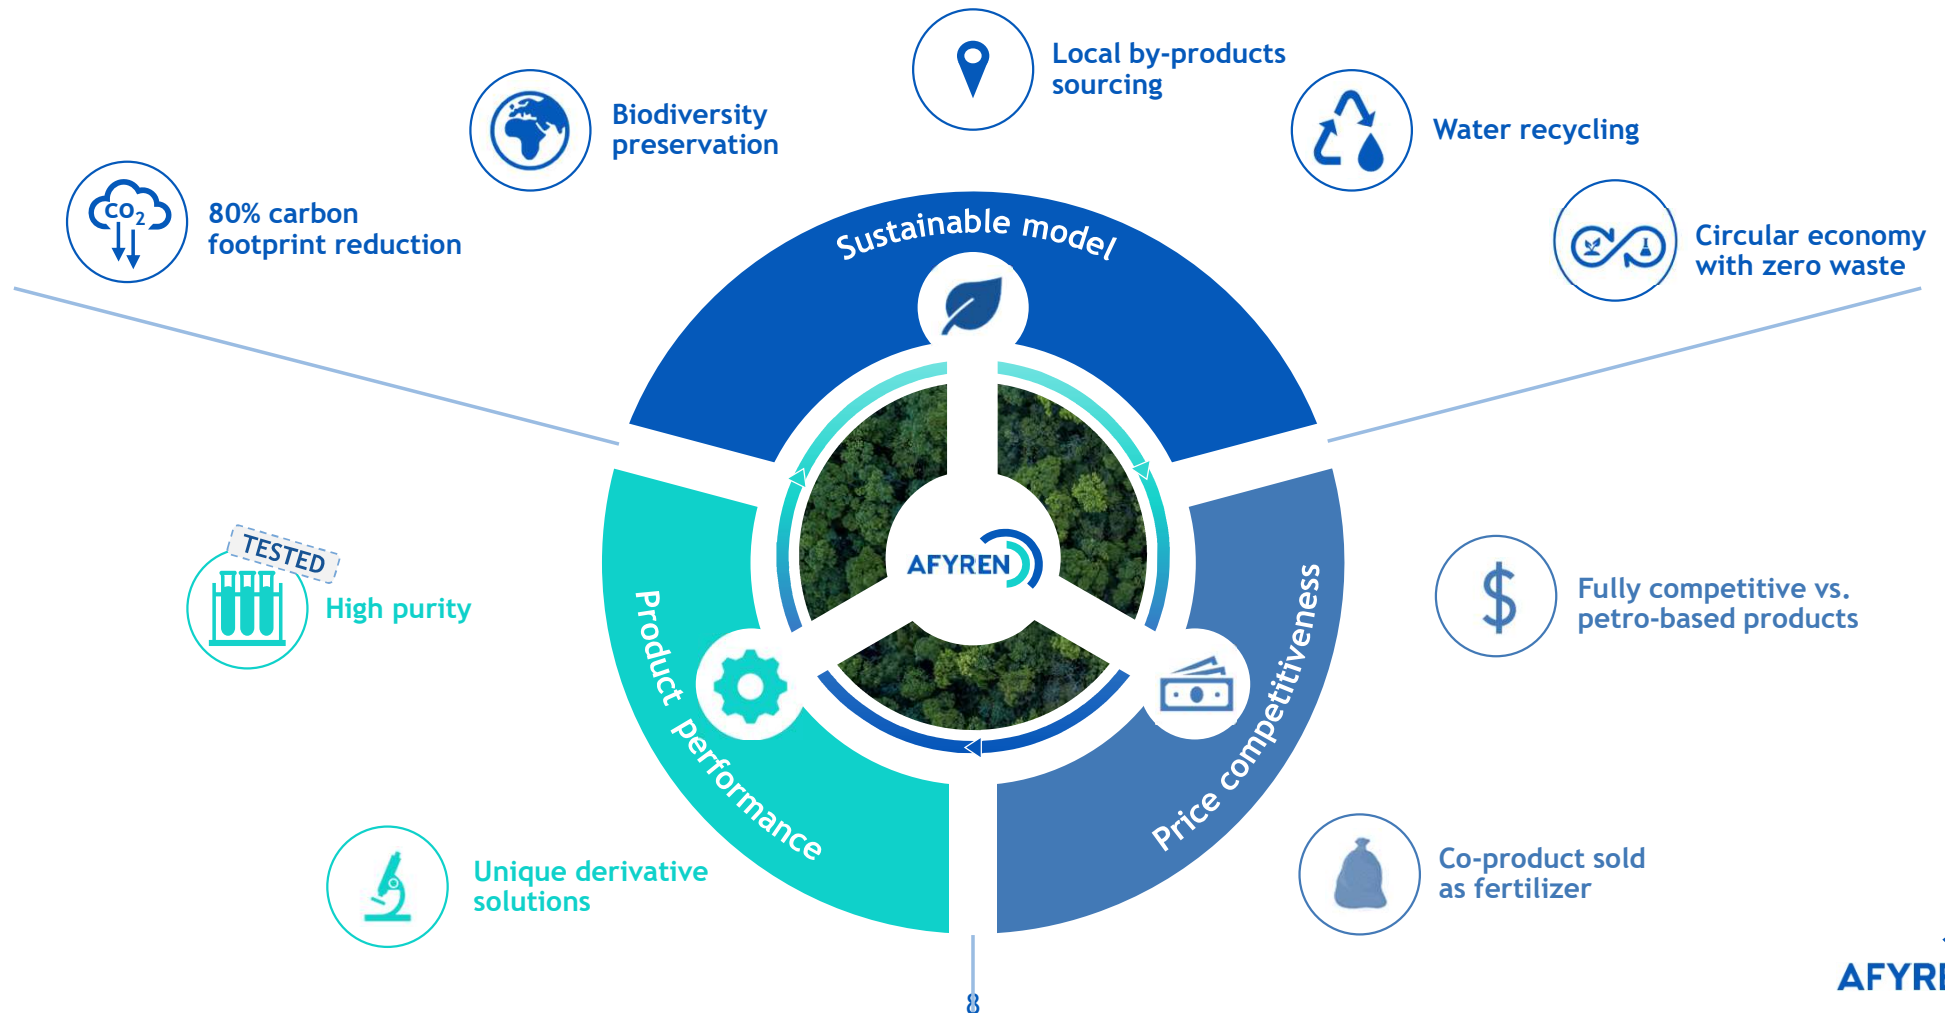 Local by-products
sourcing
Biodiversity
preservation
Water recycling
CO2
80% carbon
footprint reduction
Circular economy
with zero waste
Sustainable model
TESTED
High purity
AFYREN
$
Fully competitive vs.
petro-based products
Product performance
Price competitiveness
Unique derivative
solutions
Co-product sold
as fertilizer
8